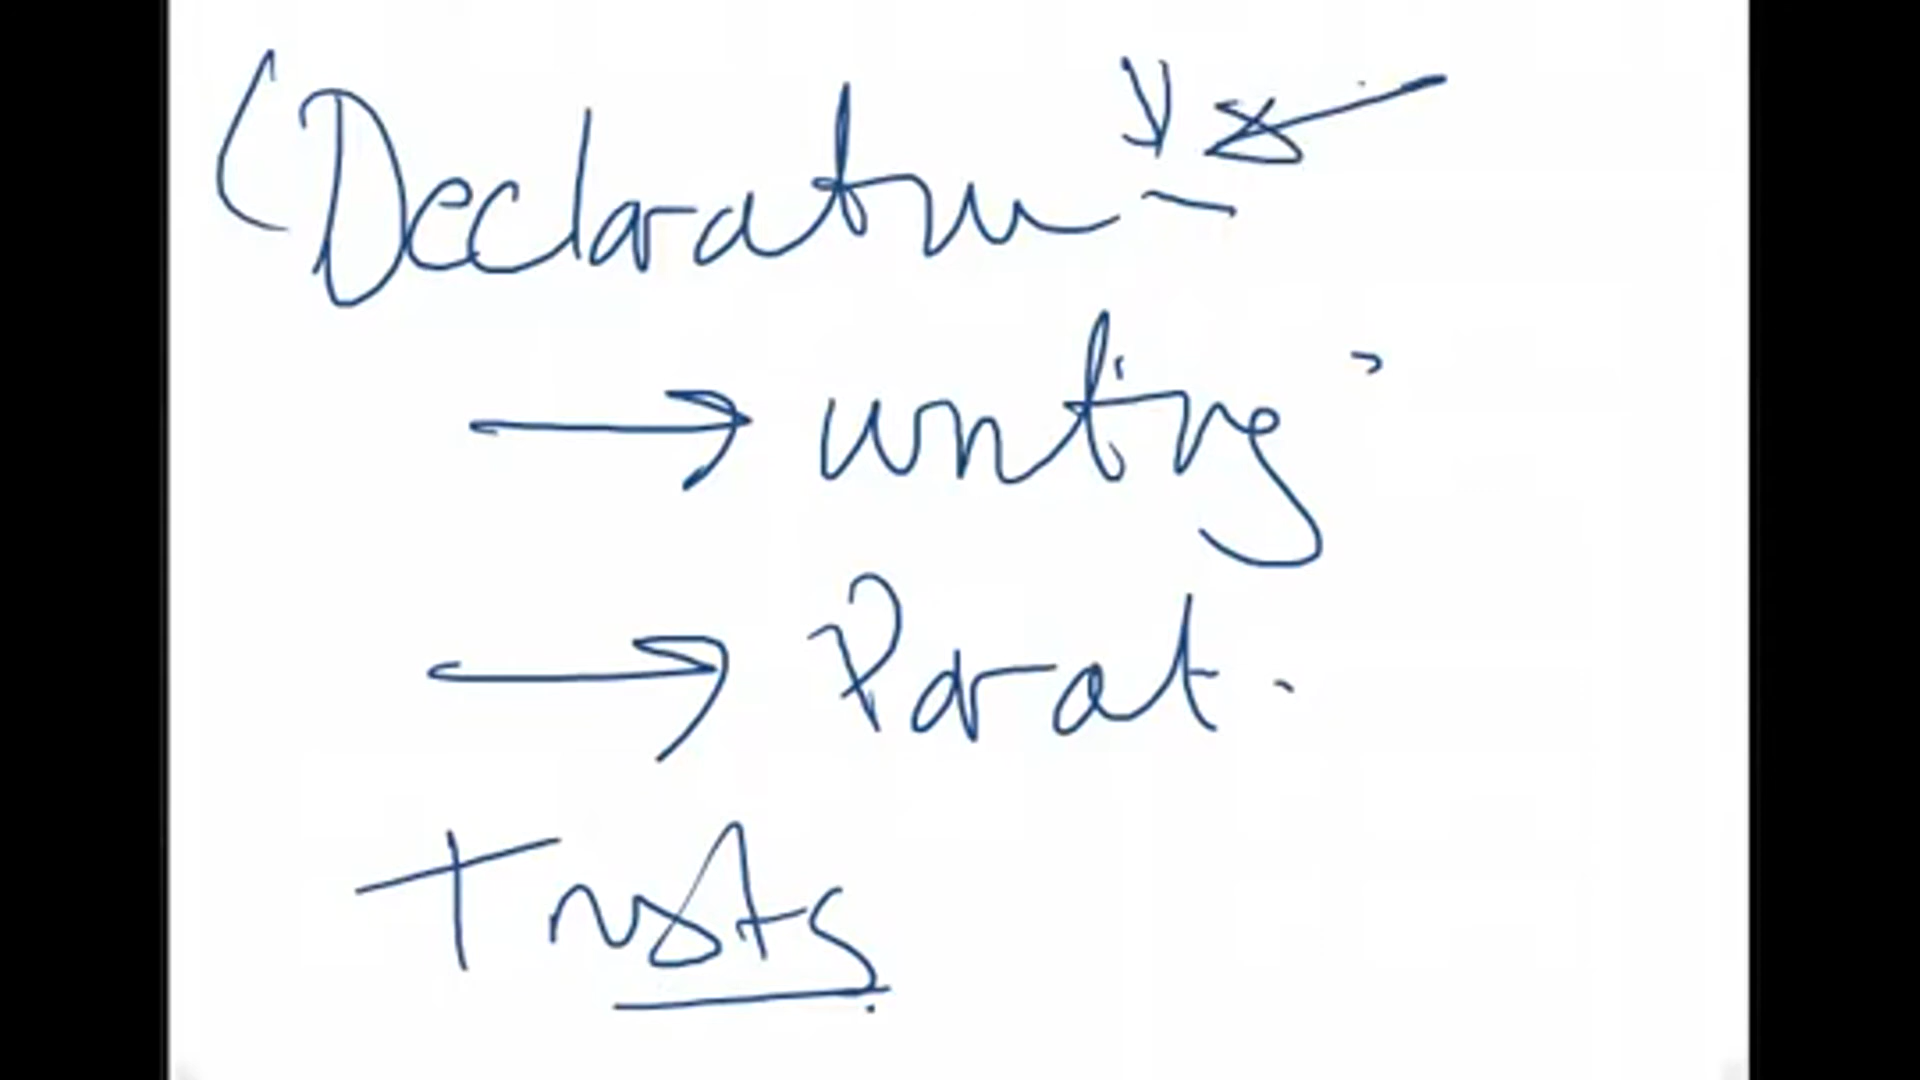 (Declaration
→ writing
→ Parol.
Trusts